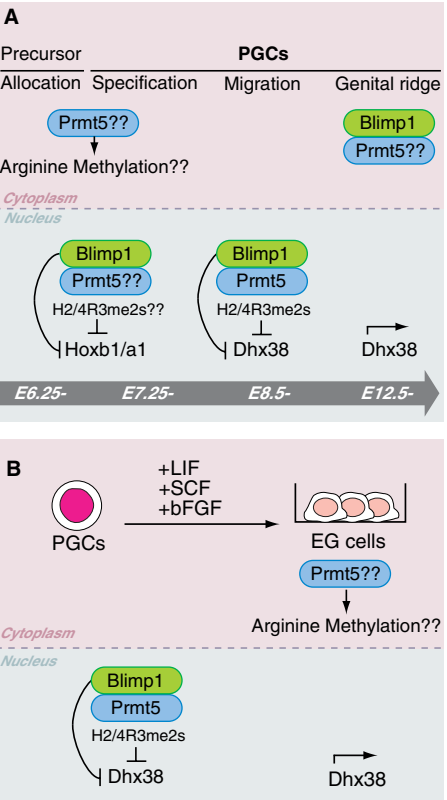 A
Precursor PGCs
Allocation Specification Migration Genital ridge
Prmt5?? Blimp1
Prmt5??
Arginine Methylation??
Cytoplasm
Nucleus
Blimp1 Blimp1
Prmt5?? Prmt5
H2/4R3me2s?? H2/4R3me2s
Hoxb1/a1 Dhx38 Dhx38
E6.25- E7.25- E8.5- E12.5-
B
+LIF
+SCF
+bFGF
PGCs EG cells
Prmt5??
Arginine Methylation??
Cytoplasm
Nucleus
Blimp1
Prmt5
H2/4R3me2s
Dhx38 Dhx38